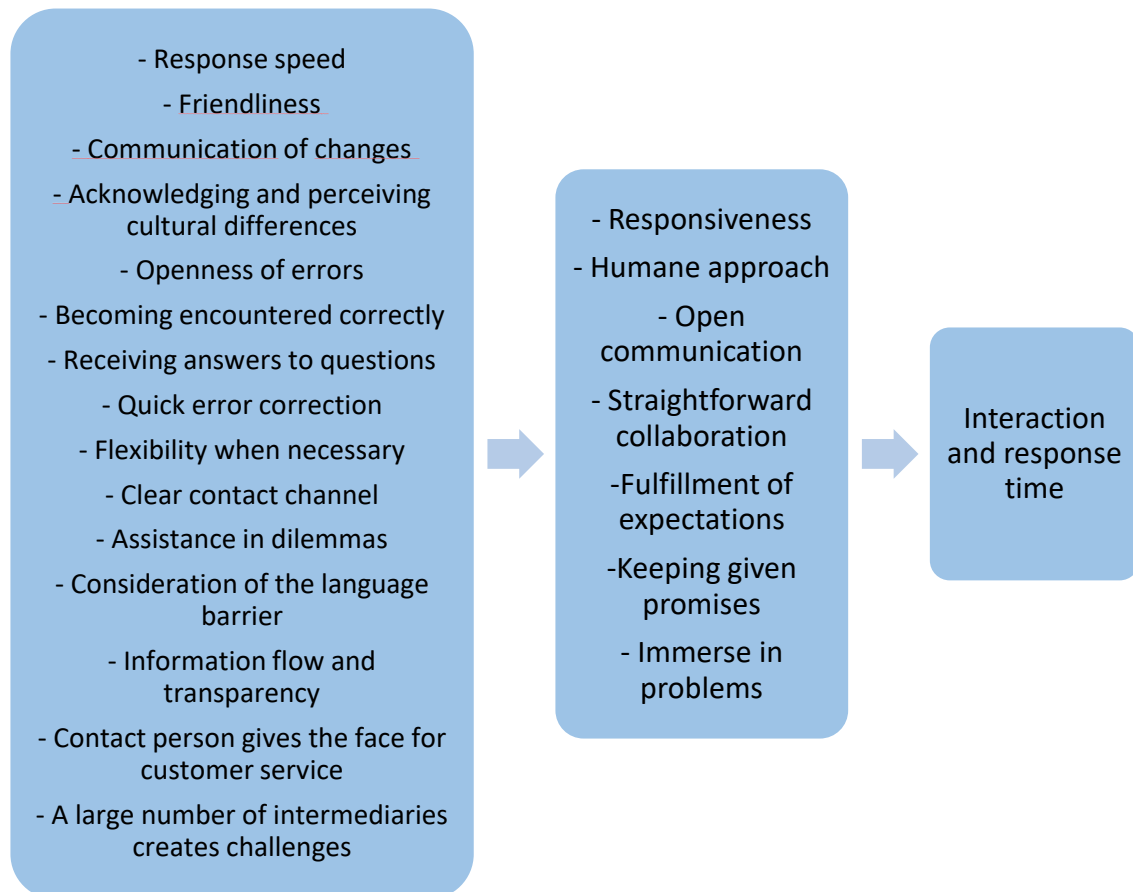 - Response speed
- Friendliness
- Communication of changes
- Acknowledging and perceiving
cultural differences
- Openness of errors
- Becoming encountered correctly
- Receiving answers to questions
- Quick error correction
- Flexibility when necessary
- Clear contact channel
- Assistance in dilemmas
- Consideration of the language
barrier
- Information flow and
transparency
- Contact person gives the face for
customer service
- A large number of intermediaries
creates challenges
- Responsiveness
- Humane approach
- Open
communication
- Straightforward
collaboration
-Fulfillment of
expectations
-Keeping given
promises
- Immerse in
problems
Interaction
and response
time